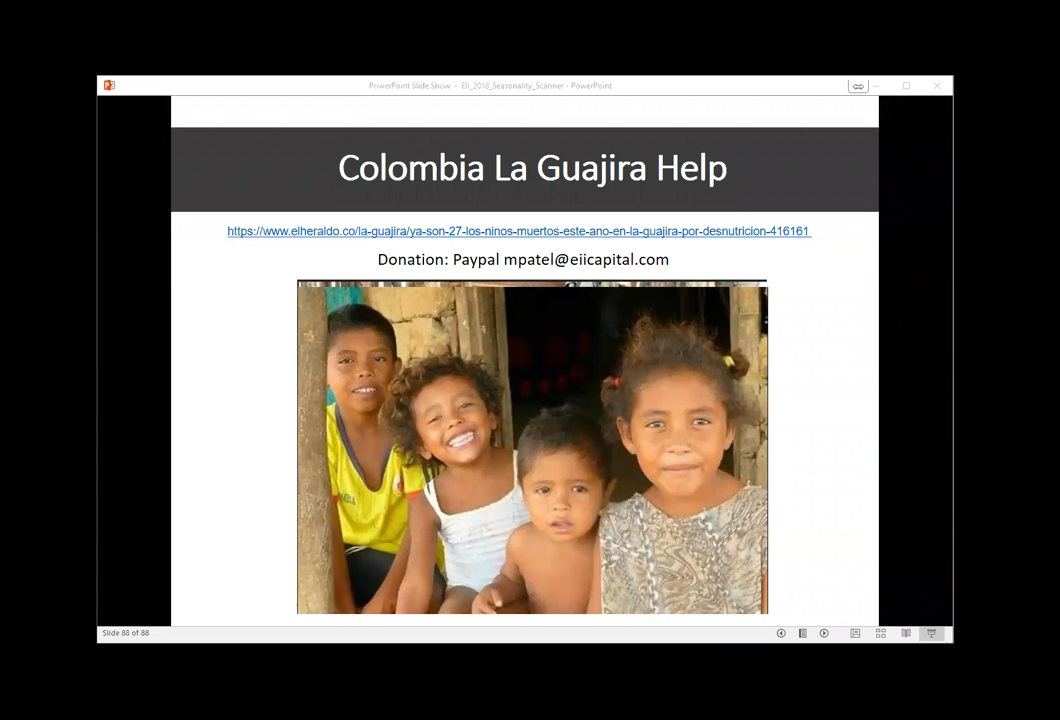 PowerPoint Slide Show - EII_2018_Seasonality_Scanner - PowerPoint
Colombia La Guajira Help
https://www.elheraldo.co/la-guajira/ya-son-27-los-ninos-muertos-este-ano-en-la-guajira-por-desnutricion-416161
Donation: Paypal mpatel@eiicapital.com
Slide 88 of 88